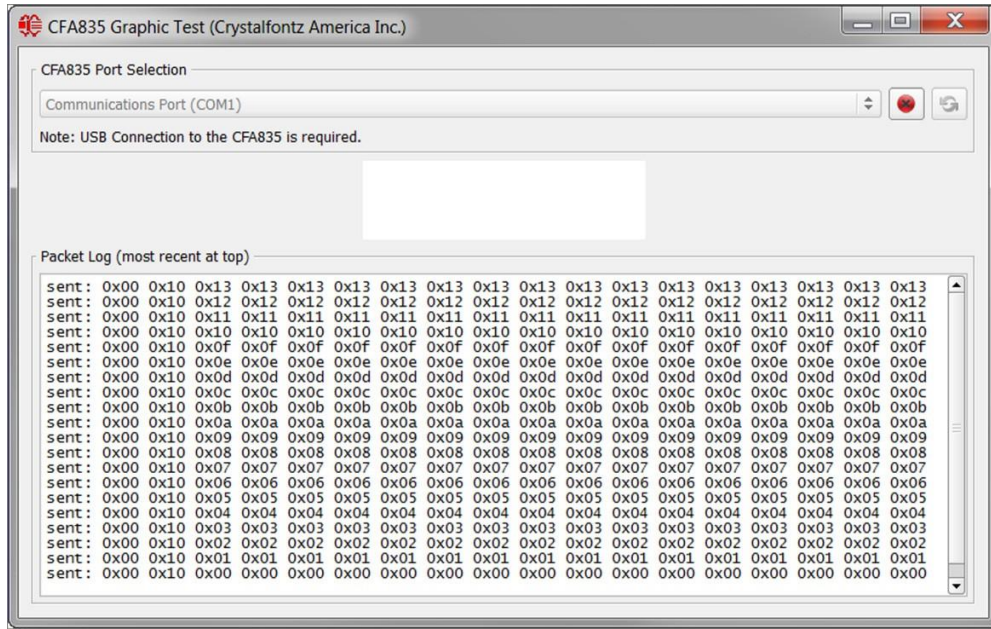 CFA835 Graphic Test (Crystalfontz America Inc.)
CFA835 Port Selection
Communications Port (COM1)
Note: USB Connection to the CFA835 is required.
Packet Log (most recent at top)
sent: 0x00 0x10 0x13 0x13 0x13 0x13 0x13 0x13 0x13 0x13 0x13 0x13 0x13 0x13 0x13 0x13 0x13 0x13
sent: 0x00 0x10 0x12 0x12 0x12 0x12 0x12 0x12 0x12 0x12 0x12 0x12 0x12 0x12 0x12 0x12 0x12 0x12
sent: 0x00 0x10 0x11 0x11 0x11 0x11 0x11 0x11 0x11 0x11 0x11 0x11 0x11 0x11 0x11 0x11 0x11 0x11
sent: 0x00 0x10 0x10 0x10 0x10 0x10 0x10 0x10 0x10 0x10 0x10 0x10 0x10 0x10 0x10 0x10 0x10 0x10
sent: 0x00 0x10 0x0f 0x0f 0x0f 0x0f 0x0f 0x0f 0x0f 0x0f 0x0f 0x0f 0x0f 0x0f 0x0f 0x0f 0x0f 0x0f
sent: 0x00 0x10 0x0e 0x0e 0x0e 0x0e 0x0e 0x0e 0x0e 0x0e 0x0e 0x0e 0x0e 0x0e 0x0e 0x0e 0x0e 0x0e
sent: 0x00 0x10 0x0d 0x0d 0x0d 0x0d 0x0d 0x0d 0x0d 0x0d 0x0d 0x0d 0x0d 0x0d 0x0d 0x0d 0x0d 0x0d
sent: 0x00 0x10 0x0c 0x0c 0x0c 0x0c 0x0c 0x0c 0x0c 0x0c 0x0c 0x0c 0x0c 0x0c 0x0c 0x0c 0x0c 0x0c
sent: 0x00 0x10 0x0b 0x0b 0x0b 0x0b 0x0b 0x0b 0x0b 0x0b 0x0b 0x0b 0x0b 0x0b 0x0b 0x0b 0x0b 0x0b
sent: 0x00 0x10 0x0a 0x0a 0x0a 0x0a 0x0a 0x0a 0x0a 0x0a 0x0a 0x0a 0x0a 0x0a 0x0a 0x0a 0x0a 0x0a
sent: 0x00 0x10 0x09 0x09 0x09 0x09 0x09 0x09 0x09 0x09 0x09 0x09 0x09 0x09 0x09 0x09 0x09 0x09
sent: 0x00 0x10 0x08 0x08 0x08 0x08 0x08 0x08 0x08 0x08 0x08 0x08 0x08 0x08 0x08 0x08 0x08 0x08
sent: 0x00 0x10 0x07 0x07 0x07 0x07 0x07 0x07 0x07 0x07 0x07 0x07 0x07 0x07 0x07 0x07 0x07 0x07
sent: 0x00 0x10 0x06 0x06 0x06 0x06 0x06 0x06 0x06 0x06 0x06 0x06 0x06 0x06 0x06 0x06 0x06 0x06
sent: 0x00 0x10 0x05 0x05 0x05 0x05 0x05 0x05 0x05 0x05 0x05 0x05 0x05 0x05 0x05 0x05 0x05 0x05
sent: 0x00 0x10 0x04 0x04 0x04 0x04 0x04 0x04 0x04 0x04 0x04 0x04 0x04 0x04 0x04 0x04 0x04 0x04
sent: 0x00 0x10 0x03 0x03 0x03 0x03 0x03 0x03 0x03 0x03 0x03 0x03 0x03 0x03 0x03 0x03 0x03 0x03
sent: 0x00 0x10 0x02 0x02 0x02 0x02 0x02 0x02 0x02 0x02 0x02 0x02 0x02 0x02 0x02 0x02 0x02 0x02
sent: 0x00 0x10 0x01 0x01 0x01 0x01 0x01 0x01 0x01 0x01 0x01 0x01 0x01 0x01 0x01 0x01 0x01 0x01
sent: 0x00 0x10 0x00 0x00 0x00 0x00 0x00 0x00 0x00 0x00 0x00 0x00 0x00 0x00 0x00 0x00 0x00 0x00